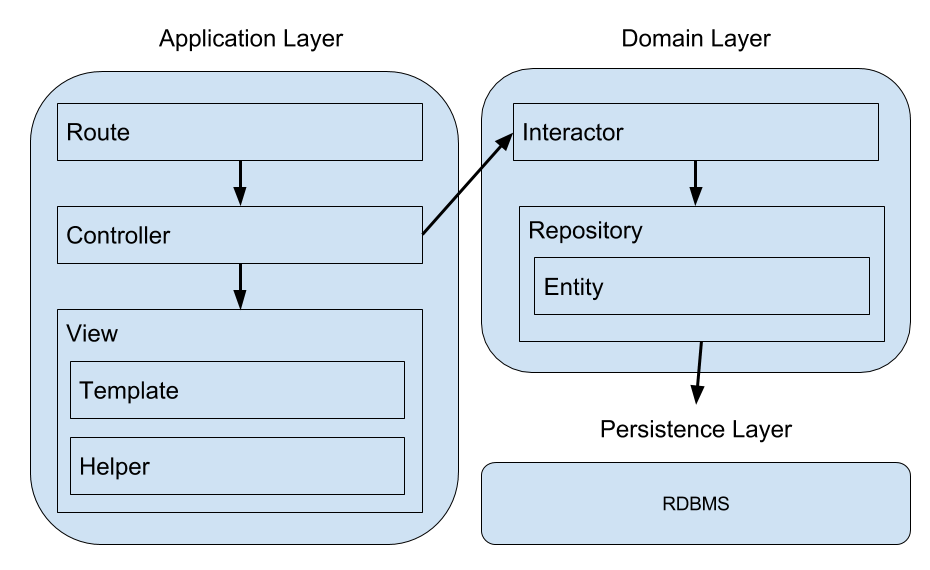 Application Layer
Route
Controller
View
Template
Helper
Domain Layer
Interactor
Repository
Entity
Persistence Layer
RDBMS